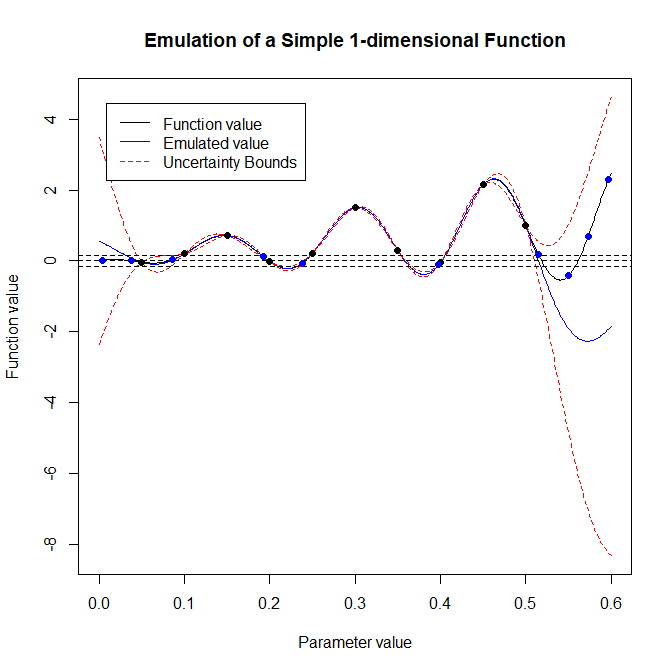 Emulation of a Simple 1-dimensional Function
Function value
Emulated value
Uncertainty Bounds
Function value
4
2
0
-2
-4
-6
-8
0.0 0.1 0.2 0.3 0.4 0.5 0.6
Parameter value